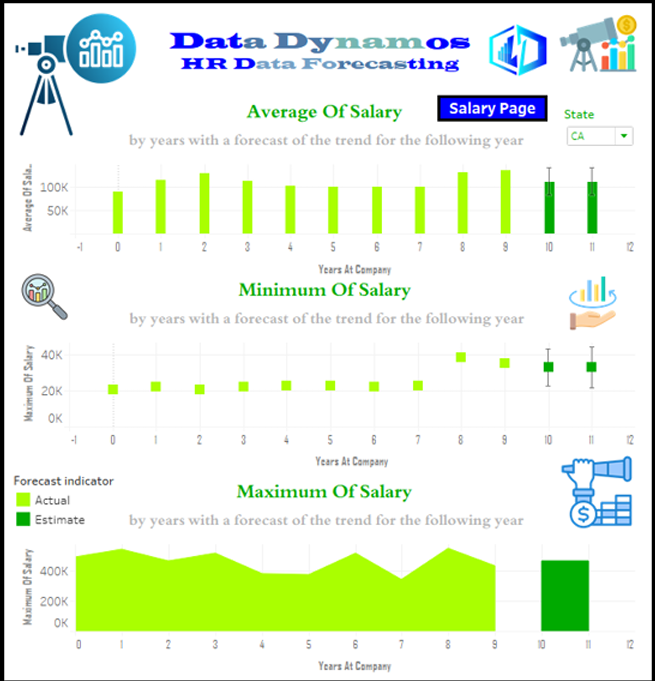 Data Dynamos
HR Data Forecasting
Average Of Salary
Salary Page
State
CA
by years with a forecast of the trend for the following year
Average Of Sala..
100K
50K
-1 0 1 2 3 4 5 6 7 8 9 10 11 12
Years At Company
Minimum Of Salary
by years with a forecast of the trend for the following year
Maximum Of Salary
40K
20K
0K
-1 0 1 2 3 4 5 6 7 8 9 10 11 12
Years At Company
Forecast indicator
Actual
Estimate
Maximum Of Salary
by years with a forecast of the trend for the following year
Maximum Of Salary
400K
200K
0K
0 1 2 3 4 5 6 7 8 9 10 11 12
Years At Company